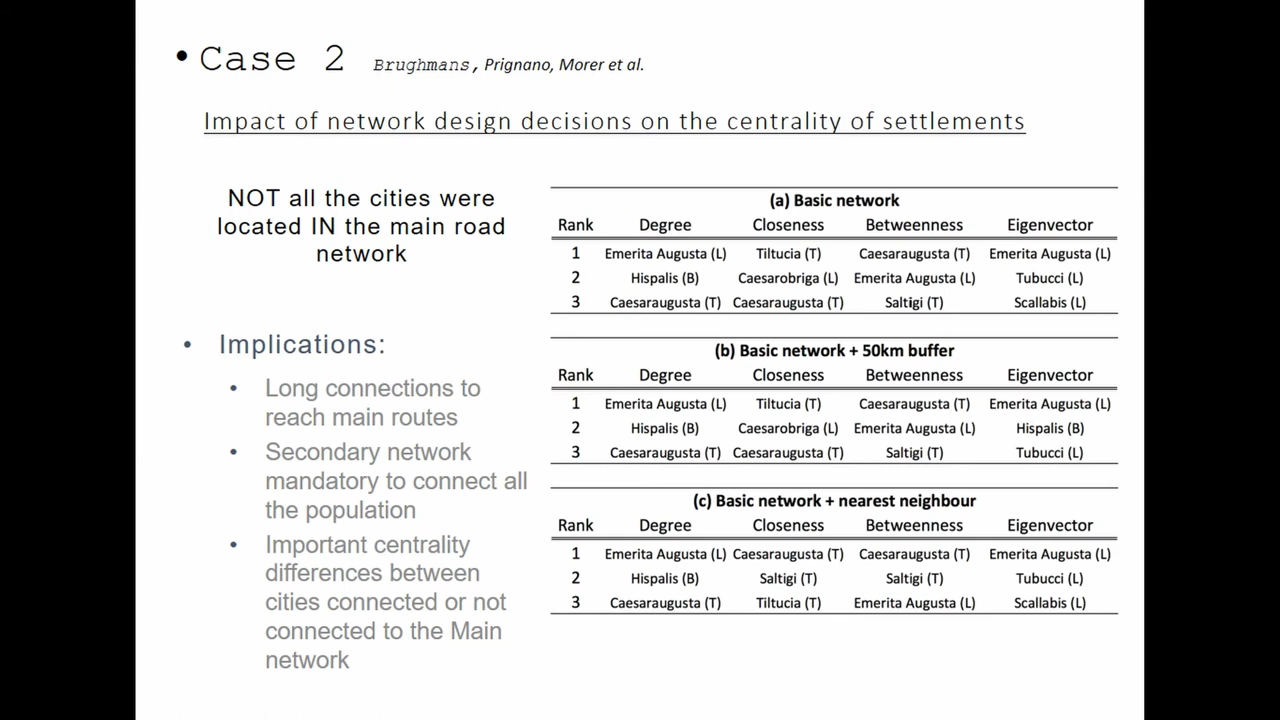 • Case 2 Brughmans, Prignano, Morer et al.
Impact of network design decisions on the centrality of settlements
NOT all the cities were
located IN the main road
network
• Implications:
• Long connections to
reach main routes
• Secondary network
mandatory to connect all
the population
• Important centrality
differences between
cities connected or not
connected to the Main
network
(a) Basic network
Rank Degree Closeness Betweenness Eigenvector
1 Emerita Augusta (L) Tiltucia (T) Caesaraugusta (T) Emerita Augusta (L)
2 Hispalis (B) Caesarobriga (L) Emerita Augusta (L) Tubucci (L)
3 Caesaraugusta (T) Caesaraugusta (T) Saltigi (T) Scallabis (L)
(b) Basic network + 50km buffer
Rank Degree Closeness Betweenness Eigenvector
1 Emerita Augusta (L) Tiltucia (T) Caesaraugusta (T) Emerita Augusta (L)
2 Hispalis (B) Caesarobriga (L) Emerita Augusta (L) Hispalis (B)
3 Caesaraugusta (T) Caesaraugusta (T) Saltigi (T) Tubucci (L)
(c) Basic network + nearest neighbour
Rank Degree Closeness Betweenness Eigenvector
1 Emerita Augusta (L) Caesaraugusta (T) Caesaraugusta (T) Emerita Augusta (L)
2 Hispalis (B) Saltigi (T) Saltigi (T) Tubucci (L)
3 Caesaraugusta (T) Tiltucia (T) Emerita Augusta (L) Scallabis (L)